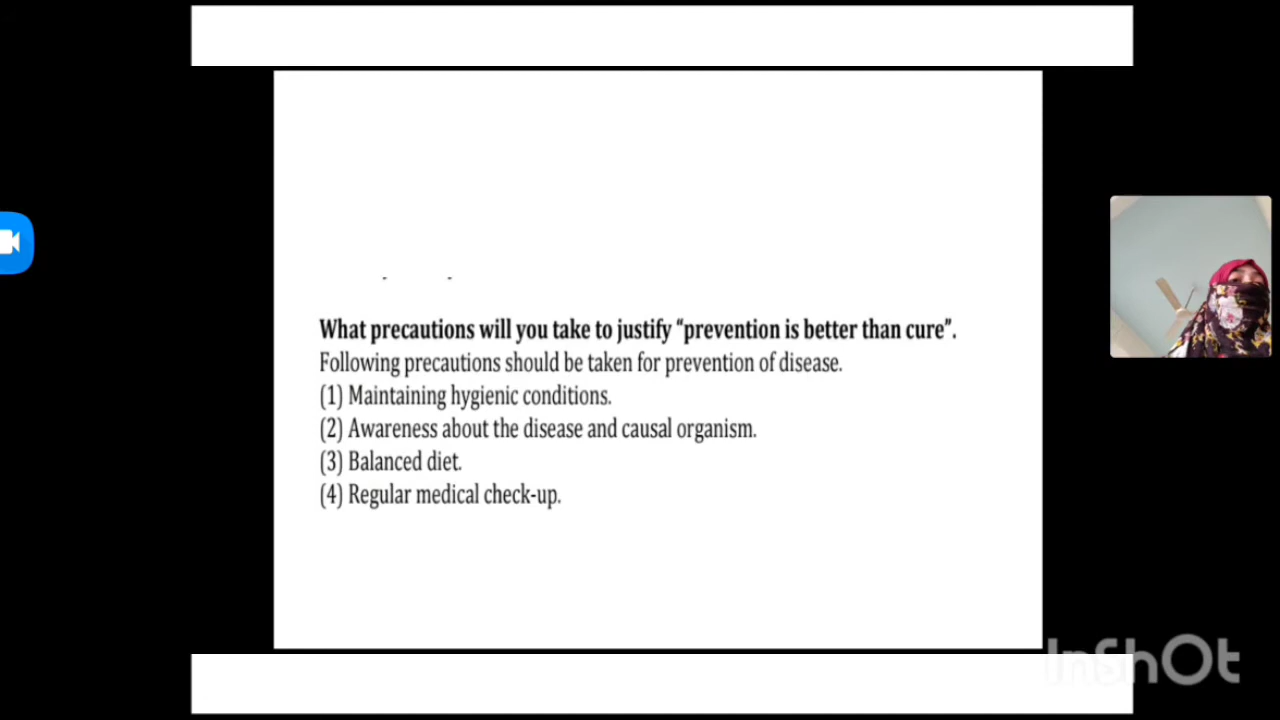 What precautions will you take to justify “prevention is better than cure”.
Following precautions should be taken for prevention of disease.
(1) Maintaining hygienic conditions.
(2) Awareness about the disease and causal organism.
(3) Balanced diet.
(4) Regular medical check-up.
InShOt